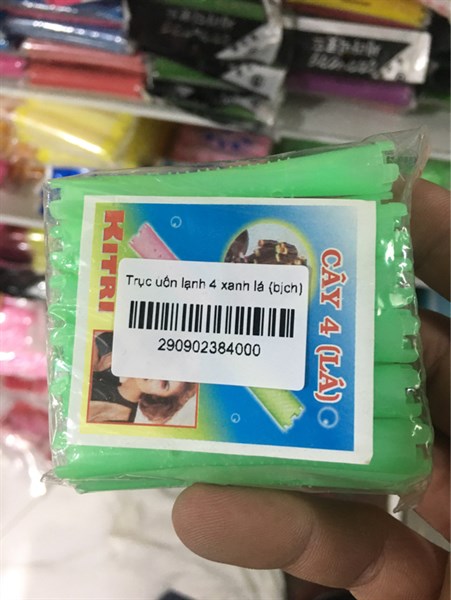 Trục uốn lạnh 4 xanh lá (bịch)
290902384000
KITRI
CÂY 4 (LÁ)